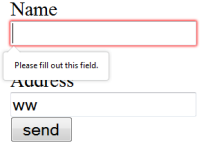 Name
Please fill out this field.
Address
ww
send